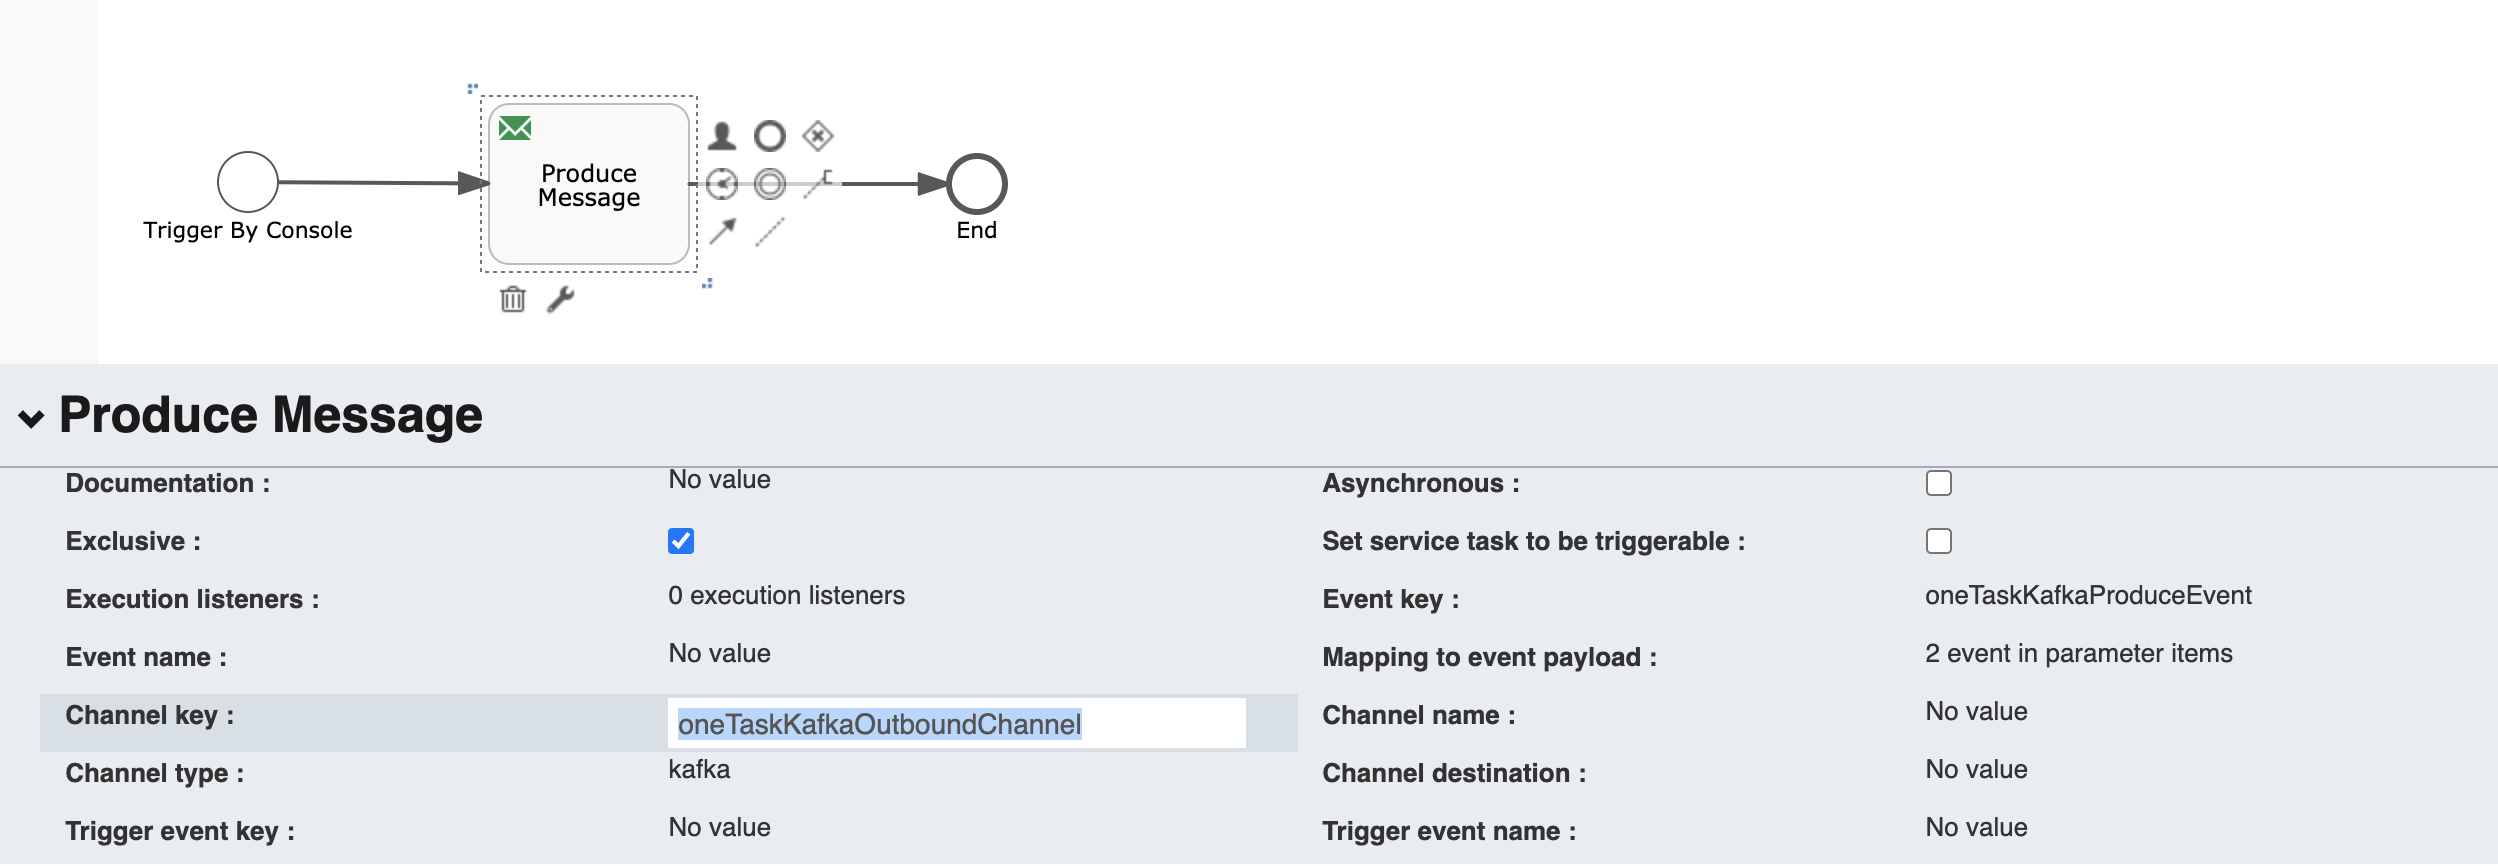 Produce
Message
Trigger By Console
End
Produce Message
Documentation : No value Asynchronous :
Exclusive : Set service task to be triggerable :
Execution listeners : 0 execution listeners Event key : oneTaskKafkaProduceEvent
Event name : No value Mapping to event payload : 2 event in parameter items
Channel key : oneTaskKafkaOutboundChannel Channel name : No value
Channel type : kafka Channel destination : No value
Trigger event key : No value Trigger event name : No value